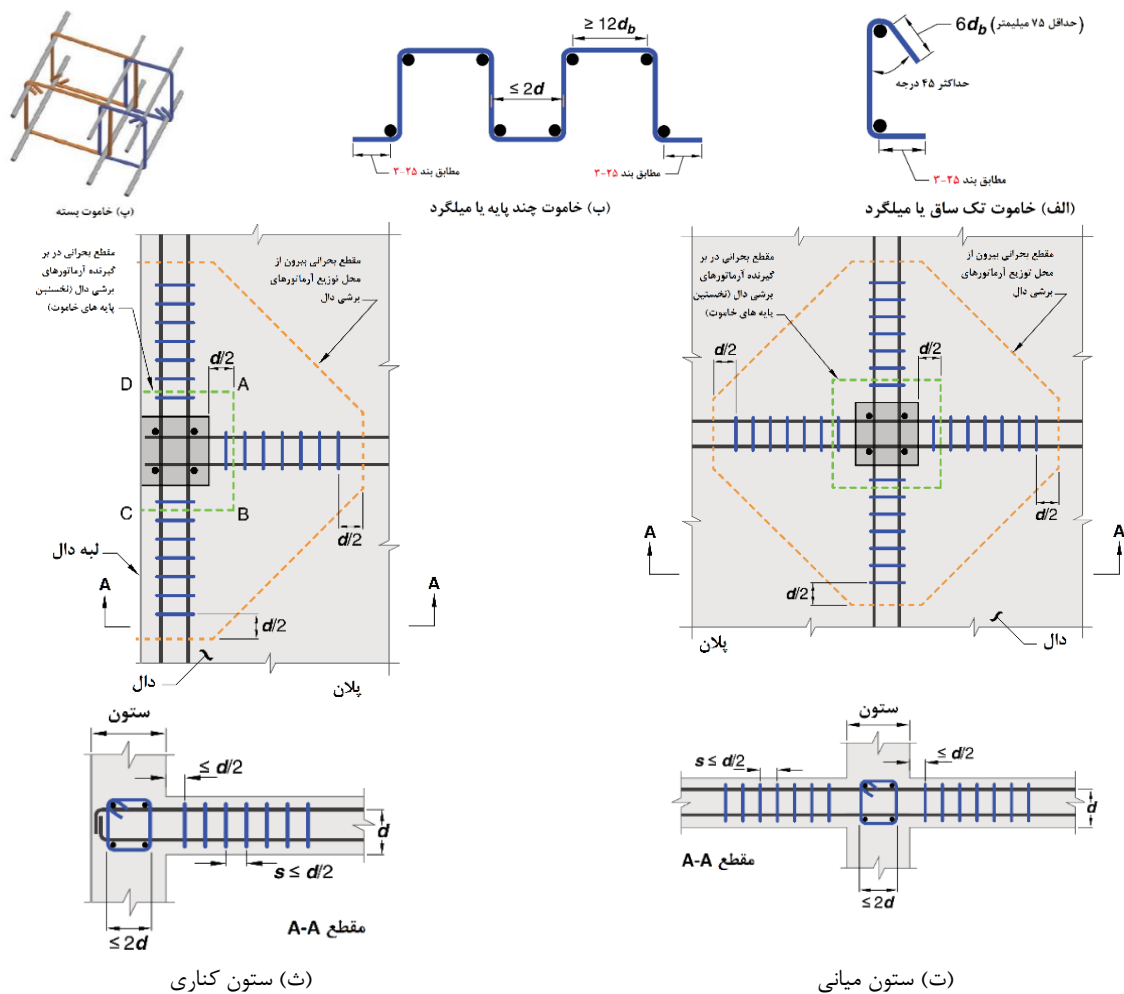 6d_b (حداقل ۷۵ میلیمتر)
حداکثر ۴۵ درجه
مطابق بند ۲۵-۳
(الف) خاموت تک ساق یا میلگرد
≥ 12d_b
≤ 2d
مطابق بند ۲۵-۳
مطابق بند ۲۵-۳
(ب) خاموت چند پایه یا میلگرد
(پ) خاموت بسته
مقطع بحرانی در بر
گیرنده آرماتورهای
برشی دال (نخستین
پایه های خاموت)
مقطع بحرانی بیرون از
محل توزیع آرماتورهای
برشی دال
d/2
d/2
d/2
d/2
A
A
پلان
دال
ستون
s ≤ d/2
≤ d/2
d
مقطع A-A
≤ 2d
(ت) ستون میانی
مقطع بحرانی در بر
گیرنده آرماتورهای
برشی دال (نخستین
پایه های خاموت)
مقطع بحرانی بیرون از
محل توزیع آرماتورهای
برشی دال
d/2
D
A
C
B
d/2
لبه دال
A
A
d/2
دال
پلان
ستون
≤ d/2
d
s ≤ d/2
مقطع A-A
≤ 2d
(ث) ستون کناری